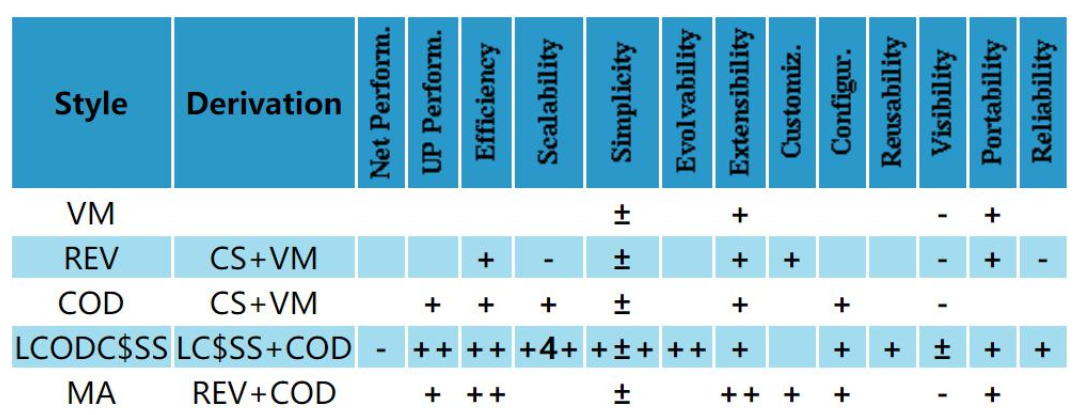 Style Derivation Net Perform. UP Perform. Efficiency Scalability Simplicity Evolvability Extensibility Customiz. Configur. Reusability Visibility Portability Reliability
VM ± + - +
REV CS+VM + - ± + + - + -
COD CS+VM + + + ± + + -
LCODC$SS LC$SS+COD - ++ ++ +4+ +±+ ++ + + + ± + +
MA REV+COD + ++ ± ++ + + - +